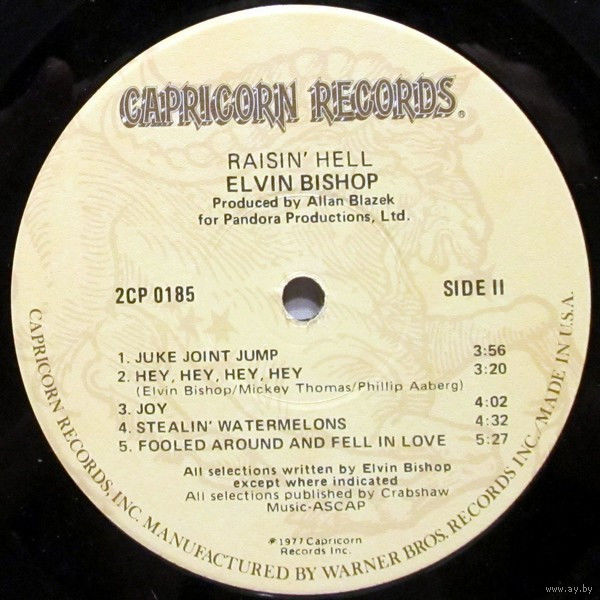 CAPRICORN RECORDS®
RAISIN' HELL
ELVIN BISHOP
Produced by Allan Blazek
for Pandora Productions, Ltd.
2CP 0185
SIDE II
1. JUKE JOINT JUMP 3:56
2. HEY, HEY, HEY, HEY 3:20
(Elvin Bishop/Mickey Thomas/Phillip Aaberg)
3. JOY 4:02
4. STEALIN' WATERMELONS 4:32
5. FOOLED AROUND AND FELL IN LOVE 5:27
All selections written by Elvin Bishop
except where indicated
All selections published by Crabshaw
Music-ASCAP
℗1977 Capricorn
Records Inc.
CAPRICORN RECORDS, INC. MANUFACTURED BY WARNER BROS. RECORDS INC. MADE IN U.S.A.
www.ay.by